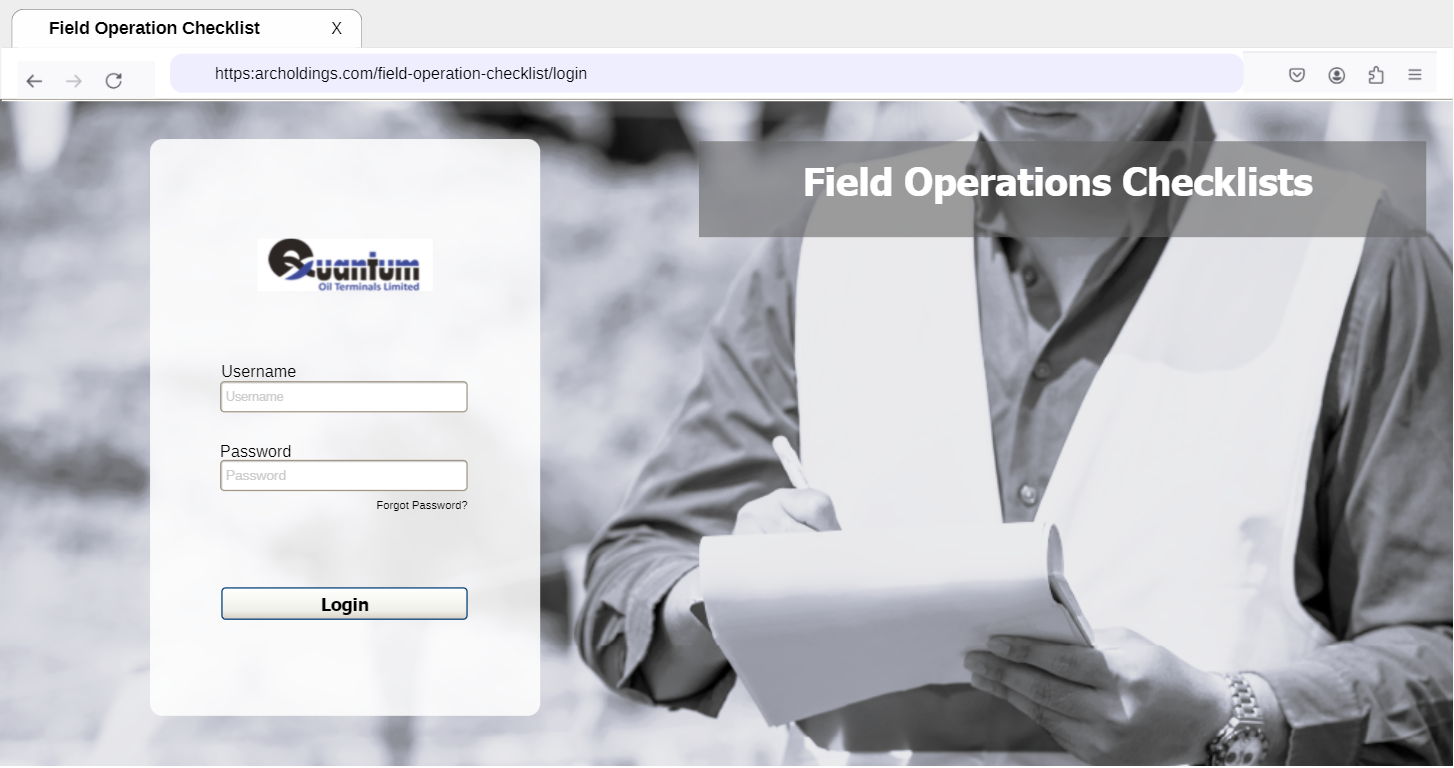 Field Operation Checklist X
https:archoldings.com/field-operation-checklist/login
Field Operations Checklists
Quantum
Oil Terminals Limited
Username
Username
Password
Password
Forgot Password?
Login